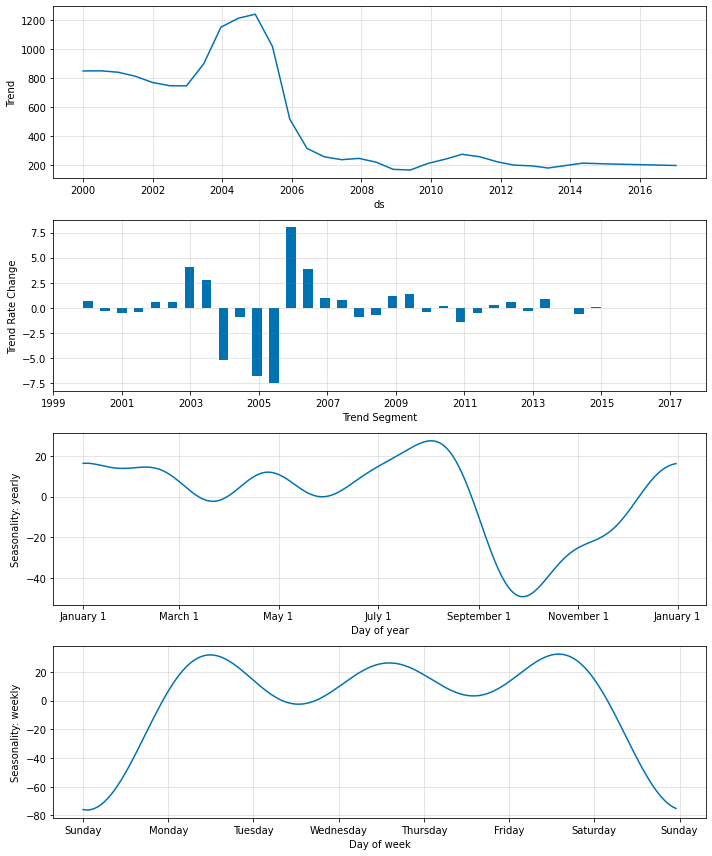 1200
1000
800
600
400
200
Trend
2000 2002 2004 2006 2008 2010 2012 2014 2016
ds
7.5
5.0
2.5
0.0
−2.5
−5.0
−7.5
Trend Rate Change
1999 2001 2003 2005 2007 2009 2011 2013 2015 2017
Trend Segment
20
0
−20
−40
Seasonality: yearly
January 1 March 1 May 1 July 1 September 1 November 1 January 1
Day of year
20
0
−20
−40
−60
−80
Seasonality: weekly
Sunday Monday Tuesday Wednesday Thursday Friday Saturday Sunday
Day of week